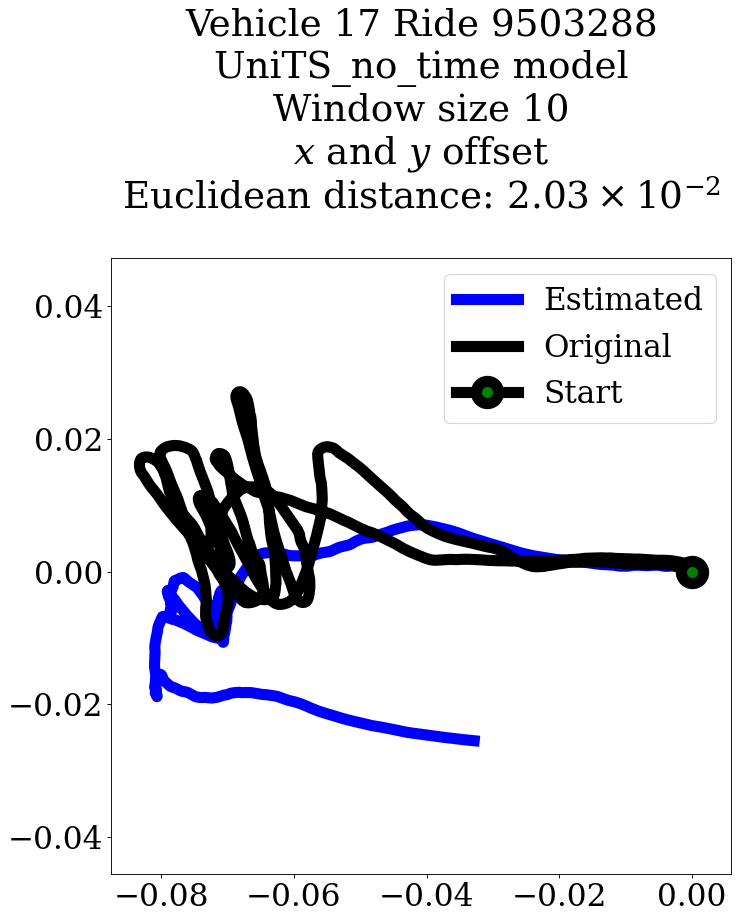 Vehicle 17 Ride 9503288
UniTS_no_time model
Window size 10
x and y offset
Euclidean distance: 2.03 × 10⁻²
Estimated
Original
Start
0.04
0.02
0.00
−0.02
−0.04
−0.08 −0.06 −0.04 −0.02 0.00